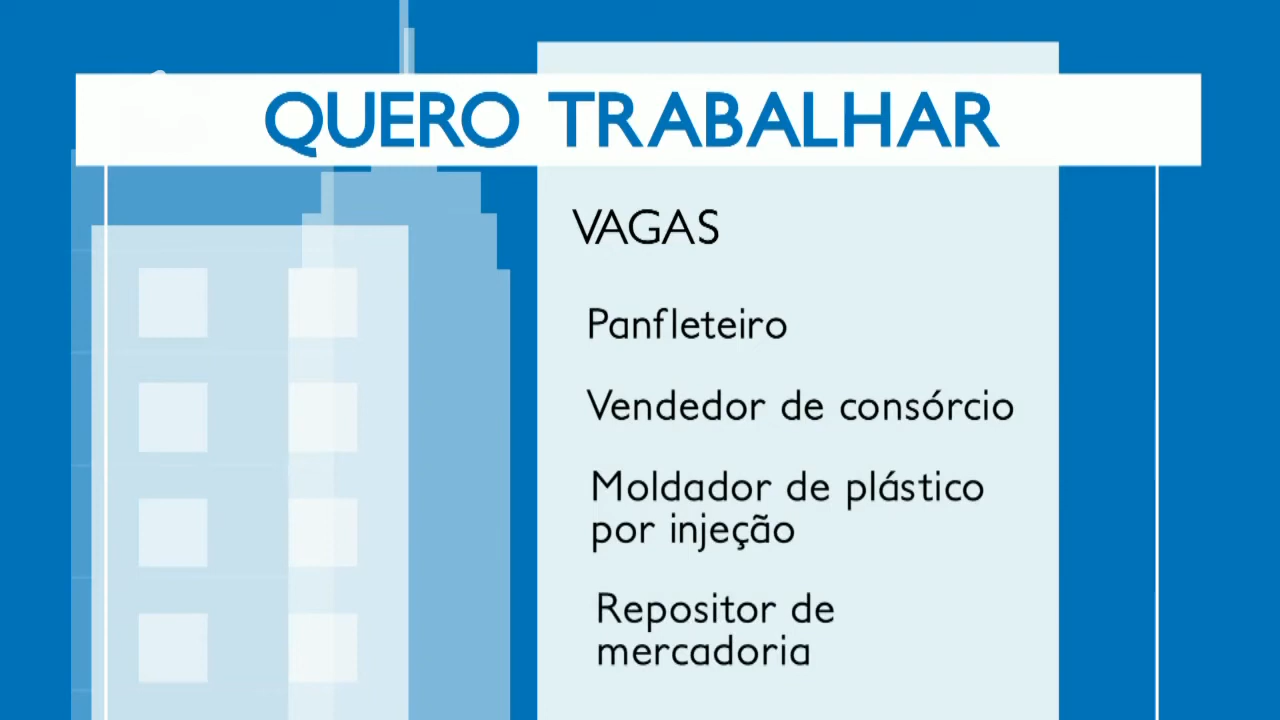 QUERO TRABALHAR
VAGAS
Panfleteiro
Vendedor de consórcio
Moldador de plástico
por injeção
Repositor de
mercadoria